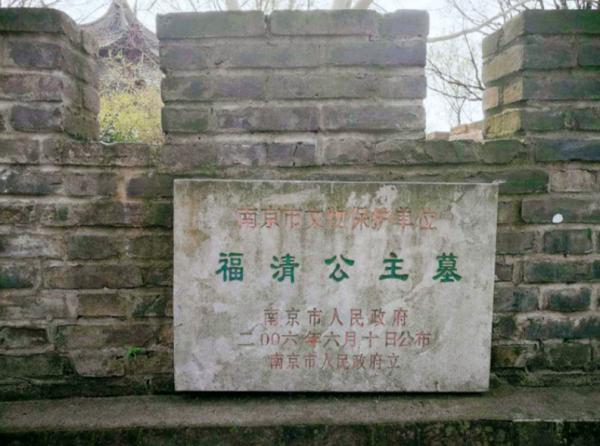 南京市文物保护单位
福清公主墓
南京市人民政府
二００六年六月十日公布
南京市人民政府立